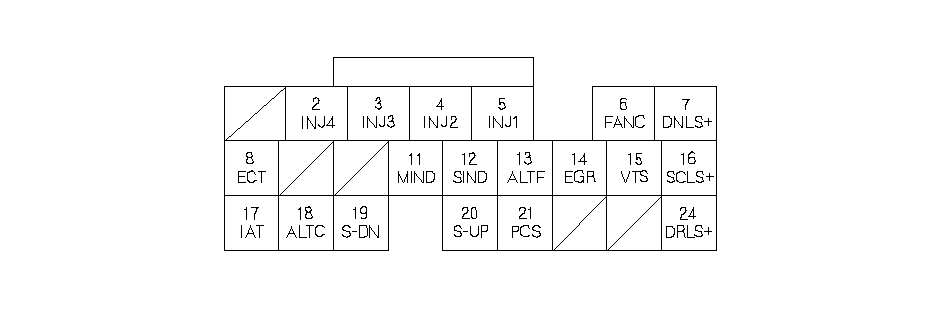 2 3 4 5 6 7
INJ4 INJ3 INJ2 INJ1 FANC DNLS+
8 11 12 13 14 15 16
ECT MIND SIND ALTF EGR VTS SCLS+
17 18 19 20 21 24
IAT ALTC S-DN S-UP PCS DRLS+